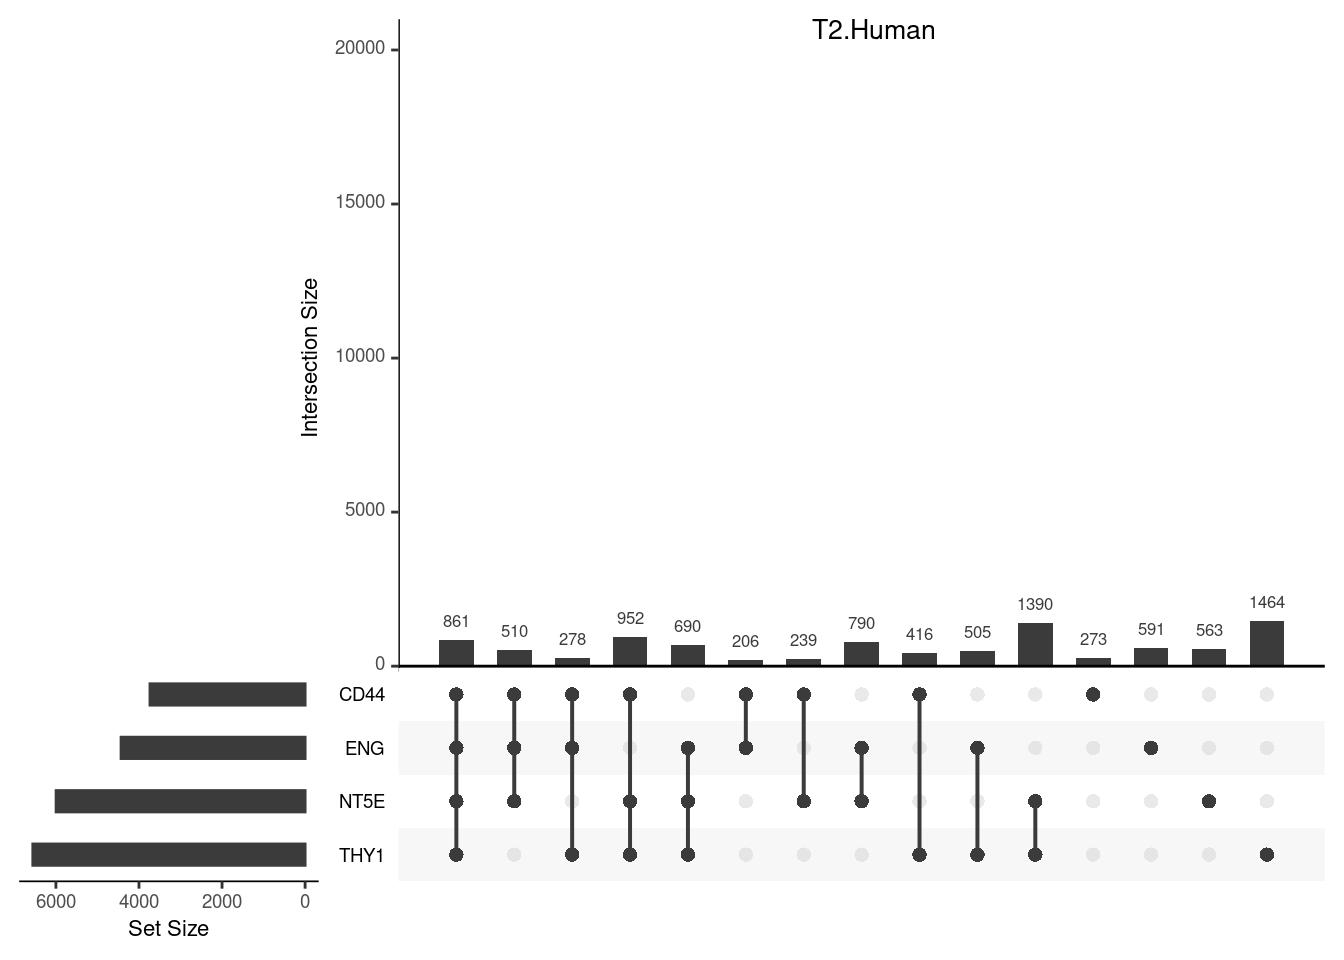 T2.Human
20000
15000
10000
5000
0
Intersection Size
861 510 278 952 690 206 239 790 416 505 1390 273 591 563 1464
CD44
ENG
NT5E
THY1
6000 4000 2000 0
Set Size